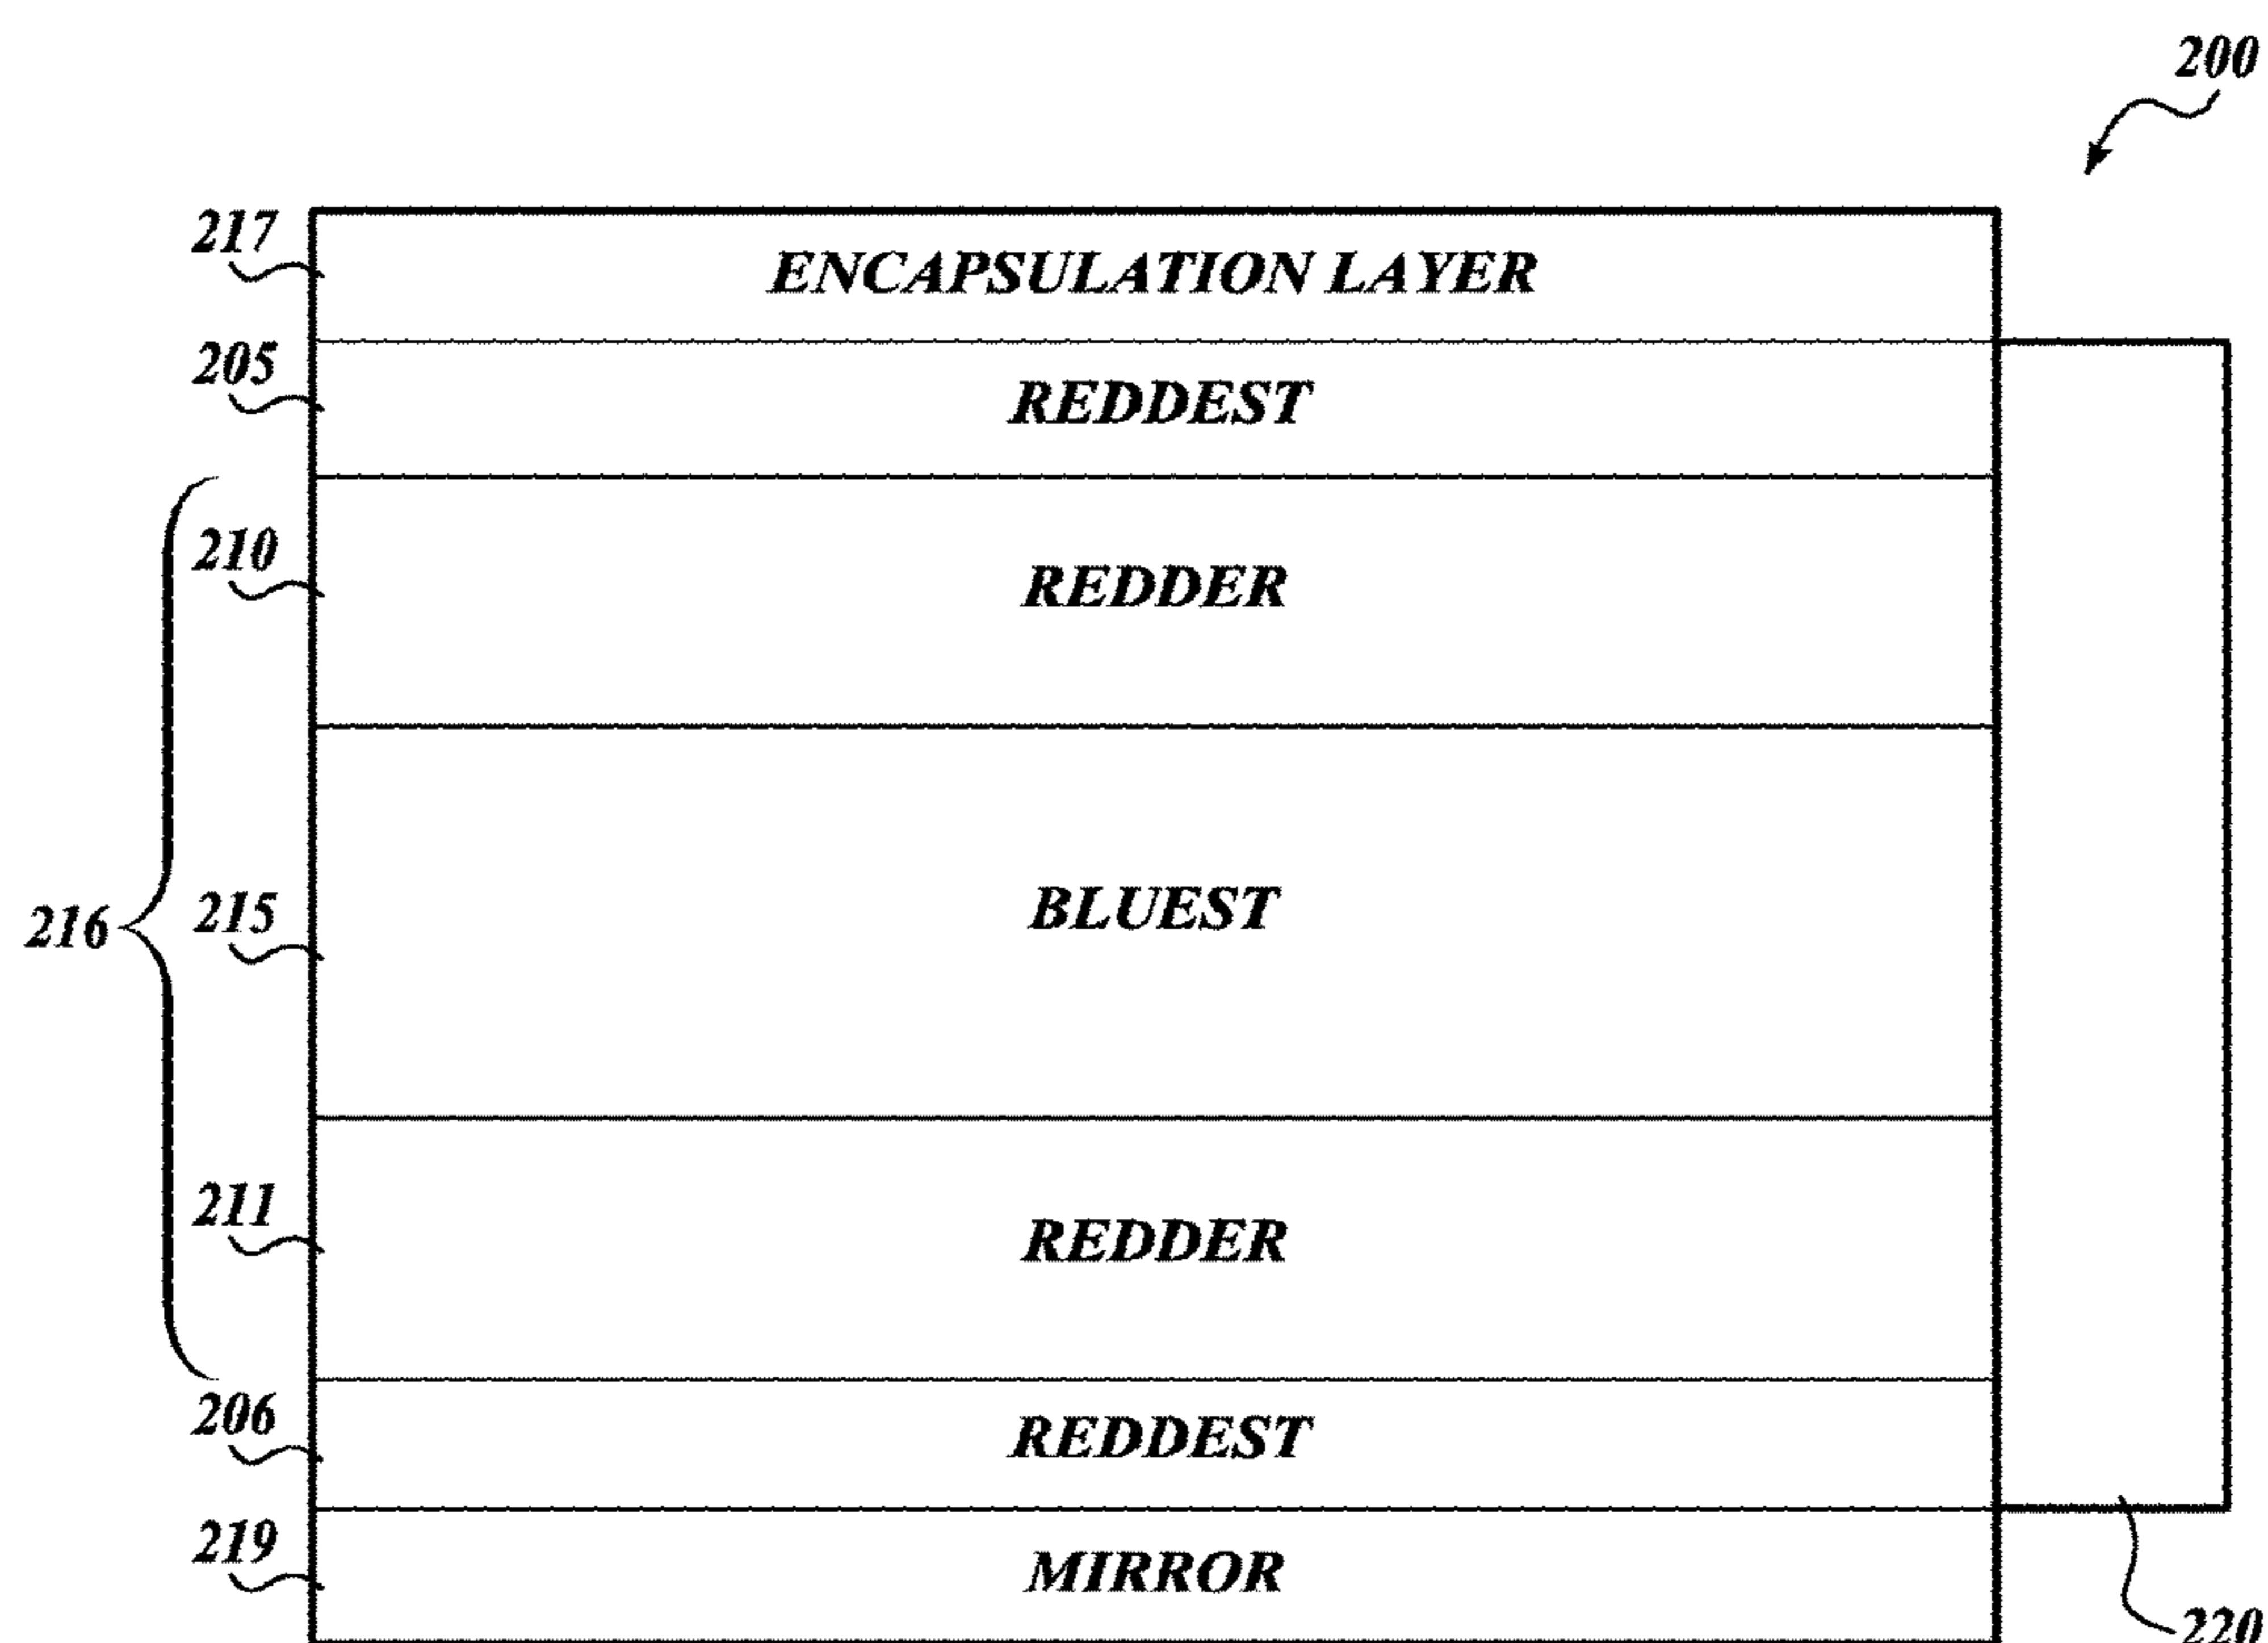 200
217
ENCAPSULATION LAYER
205
REDDEST
210
REDDER
216
215
BLUEST
211
REDDER
206
REDDEST
219
MIRROR
220